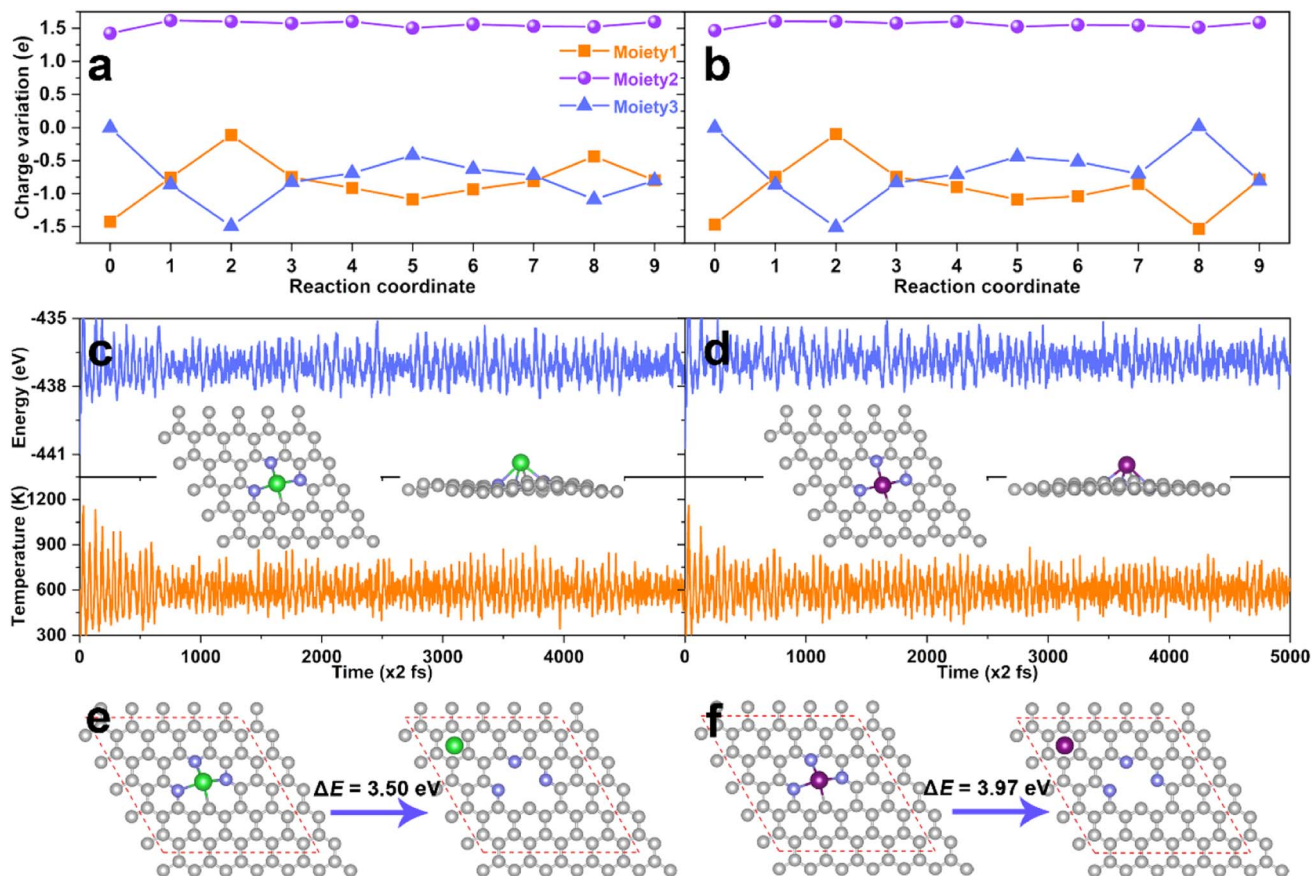 a
Charge variation (e)
1.5
1.0
0.5
0.0
-0.5
-1.0
-1.5
Moiety1
Moiety2
Moiety3
0 1 2 3 4 5 6 7 8 9
Reaction coordinate
b
0 1 2 3 4 5 6 7 8 9
Reaction coordinate
c
Energy (eV)
-435
-438
-441
Temperature (K)
1200
900
600
300
0 1000 2000 3000 4000
Time (x2 fs)
d
0 1000 2000 3000 4000 5000
Time (x2 fs)
e
ΔE = 3.50 eV
f
ΔE = 3.97 eV